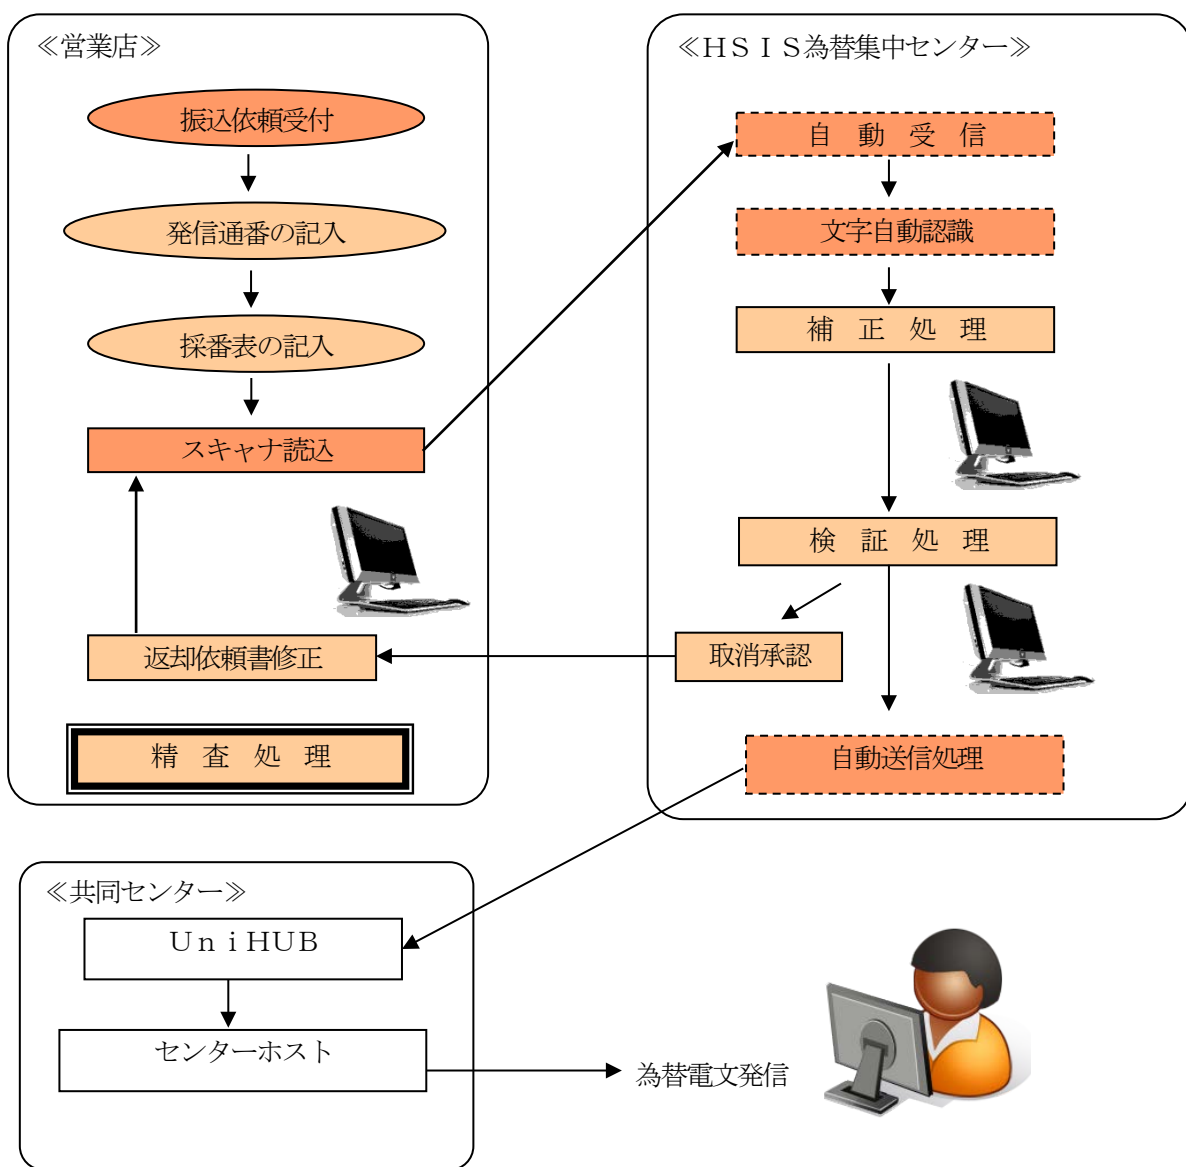 ≪営業店≫
振込依頼受付
発信通番の記入
採番表の記入
スキャナ読込
返却依頼書修正
精　査　処　理
≪ＨＳＩＳ為替集中センター≫
自　動　受　信
文字自動認識
補　正　処　理
検　証　処　理
取消承認
自動送信処理
≪共同センター≫
ＵｎｉＨＵＢ
センターホスト
為替電文発信